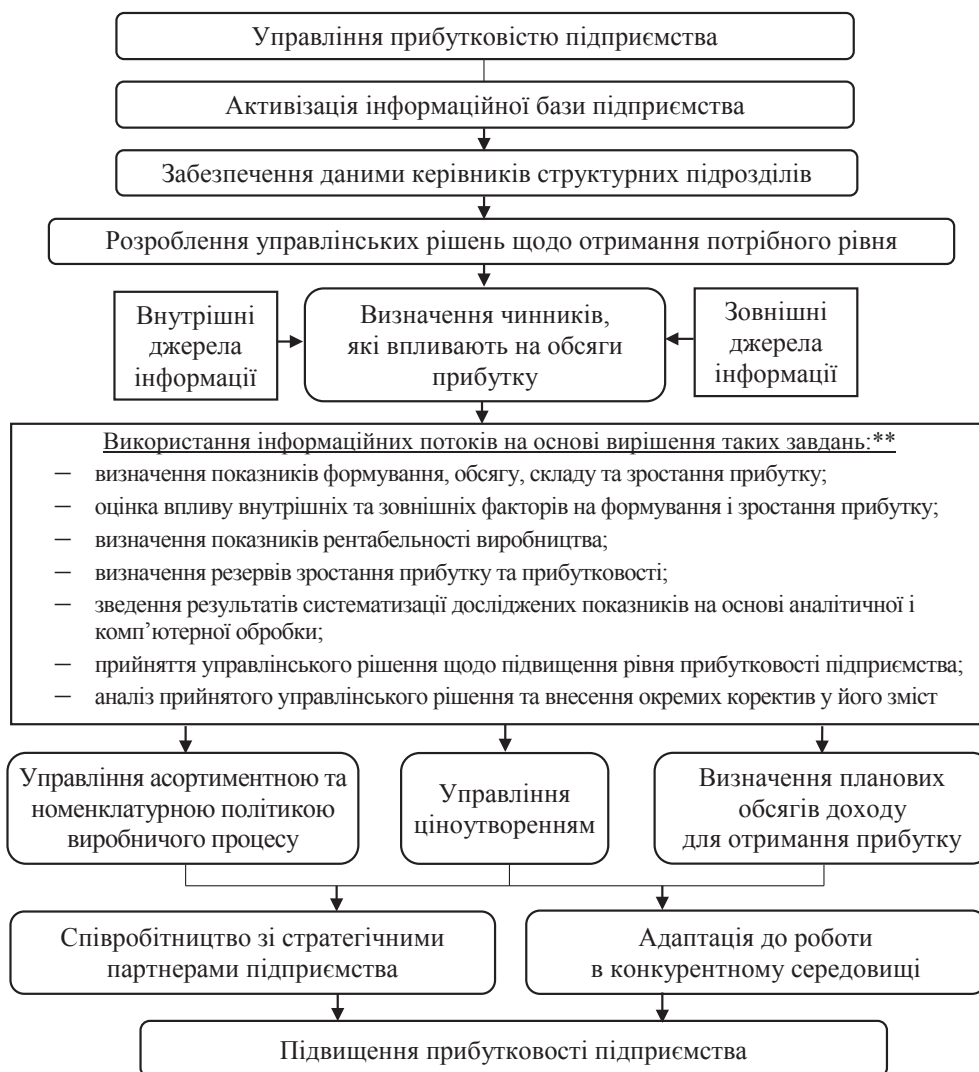 Управління прибутковістю підприємства
Активізація інформаційної бази підприємства
Забезпечення даними керівників структурних підрозділів
Розроблення управлінських рішень щодо отримання потрібного рівня
Внутрішні
джерела
інформації
Визначення чинників,
які впливають на обсяги
прибутку
Зовнішні
джерела
інформації
Використання інформаційних потоків на основі вирішення таких завдань:**
– визначення показників формування, обсягу, складу та зростання прибутку;
– оцінка впливу внутрішніх та зовнішніх факторів на формування і зростання прибутку;
– визначення показників рентабельності виробництва;
– визначення резервів зростання прибутку та прибутковості;
– зведення результатів систематизації досліджених показників на основі аналітичної і
комп’ютерної обробки;
– прийняття управлінського рішення щодо підвищення рівня прибутковості підприємства;
– аналіз прийнятого управлінського рішення та внесення окремих коректив у його зміст
Управління асортиментною та
номенклатурною політикою
виробничого процесу
Управління
ціноутворенням
Визначення планових
обсягів доходу
для отримання прибутку
Співробітництво зі стратегічними
партнерами підприємства
Адаптація до роботи
в конкурентному середовищі
Підвищення прибутковості підприємства